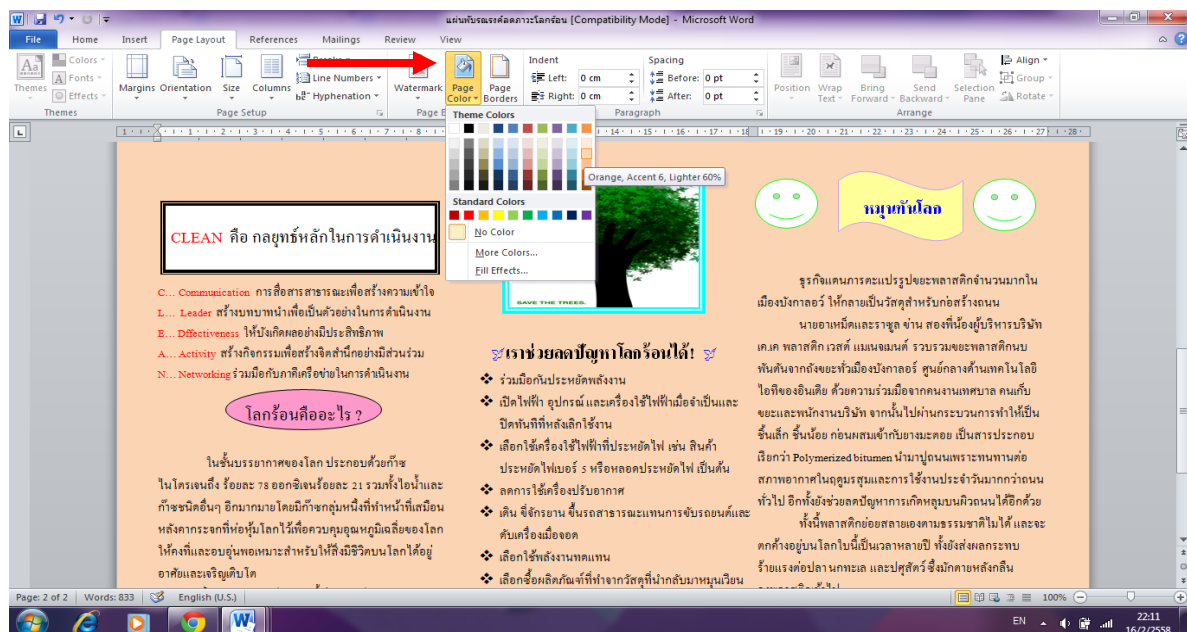 แผ่นพับรณรงค์ลดภาวะโลกร้อน [Compatibility Mode] - Microsoft Word
File Home Insert Page Layout References Mailings Review View
Themes
Colors
Fonts
Effects
Themes
Margins Orientation Size Columns
Line Numbers
Hyphenation
Page Setup
Watermark Page Color Page Borders
Indent
Left: 0 cm
Right: 0 cm
Spacing
Before: 0 pt
After: 0 pt
Paragraph
Position Wrap Text Bring Forward Send Backward Selection Pane
Align
Group
Rotate
Arrange
Theme Colors
Orange, Accent 6, Lighter 60%
Standard Colors
No Color
More Colors...
Fill Effects...
CLEAN คือ กลยุทธ์หลักในการดำเนินงาน
C... Communication การสื่อสารสาธารณะเพื่อสร้างความเข้าใจ
L... Leader สร้างบทบาทนำเพื่อเป็นตัวอย่างในการดำเนินงาน
E... Dffectiveness ให้บังเกิดผลอย่างมีประสิทธิภาพ
A... Activity สร้างกิจกรรมเพื่อสร้างจิตสำนึกอย่างมีส่วนร่วม
N... Networking ร่วมมือกับภาคีเครือข่ายในการดำเนินงาน
โลกร้อนคืออะไร ?
ในชั้นบรรยากาศของโลก ประกอบด้วยก๊าซ
ไนโตรเจนถึง ร้อยละ 78 ออกซิเจนร้อยละ 21 รวมทั้งไอน้ำและ
ก๊าซชนิดอื่นๆ อีกมากมายโดยมีก๊าซกลุ่มหนึ่งที่ทำหน้าที่เสมือน
หลังคากระจกที่ห่อหุ้มโลกไว้เพื่อควบคุมอุณหภูมิเฉลี่ยของโลก
ให้คงที่และอบอุ่นพอเหมาะสำหรับให้สิ่งมีชีวิตบนโลกได้อยู่
อาศัยและเจริญเติบโต
SAVE THE TREES.
เราช่วยลดปัญหาโลกร้อนได้!
❖ ร่วมมือกันประหยัดพลังงาน
❖ เปิดไฟฟ้า อุปกรณ์ และเครื่องใช้ไฟฟ้าเมื่อจำเป็นและ
ปิดทันทีที่หลังเลิกใช้งาน
❖ เลือกใช้เครื่องใช้ไฟฟ้าที่ประหยัดไฟ เช่น สินค้า
ประหยัดไฟเบอร์ 5 หรือหลอดประหยัดไฟ เป็นต้น
❖ ลดการใช้เครื่องปรับอากาศ
❖ เดิน ขี่จักรยาน ขึ้นรถสาธารณะแทนการขับรถยนต์และ
ดับเครื่องเมื่อจอด
❖ เลือกใช้พลังงานทดแทน
❖ เลือกซื้อผลิตภัณฑ์ที่ทำจากวัสดุที่นำกลับมาหมุนเวียน
หมุนทันโลก
ธุรกิจแดนภารตะแปรรูปขยะพลาสติกจำนวนมากใน
เมืองบังกาลอว์ ให้กลายเป็นวัสดุสำหรับก่อสร้างถนน
นายอาเหม็ดและราซูล ข่าน สองพี่น้องผู้บริหารบริษัท
เค.เค พลาสติก เวสต์ แมเนจเมนต์ รวบรวมขยะพลาสติกนับ
พันตันจากถังขยะทั่วเมืองบังกาลอร์ ศูนย์กลางด้านเทคโนโลยี
ไอทีของอินเดีย ด้วยความร่วมมือจากคนงานเทศบาล คนเก็บ
ขยะและพนักงานบริษัท จากนั้นไปผ่านกระบวนการทำให้เป็น
ชิ้นเล็ก ชิ้นน้อย ก่อนผสมเข้ากับยางมะตอย เป็นสารประกอบ
เรียกว่า Polymerized bitumen นำมาปูถนนเพราะทนทานต่อ
สภาพอากาศในฤดูมรสุมและการใช้งานประจำวันมากกว่าถนน
ทั่วไป อีกทั้งยังช่วยลดปัญหาการเกิดหลุมบนผิวถนนได้อีกด้วย
ทั้งนี้พลาสติกย่อยสลายเองตามธรรมชาติไม่ได้ และจะ
ตกค้างอยู่บนโลกใบนี้เป็นเวลาหลายปี ทั้งยังส่งผลกระทบ
ร้ายแรงต่อปลา นกทะเล และปศุสัตว์ ซึ่งมักตายหลังกลืน
Page: 2 of 2 Words: 833 English (U.S.) 100%
EN 22:11
16/2/2558